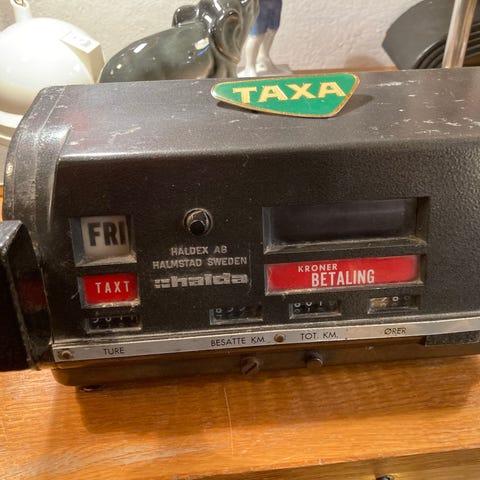 TAXA
FRI
HALDEX AB
HALMSTAD SWEDEN
halda
TAXT
KRONER
BETALING
TURE
BESATTE KM.
TOT. KM.
ØRER